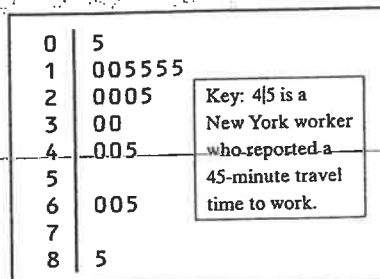 0 | 5
1 | 005555
2 | 0005
3 | 00
4 | 005
5 |
6 | 005
7 |
8 | 5
Key: 4|5 is a
New York worker
who reported a
45-minute travel
time to work.